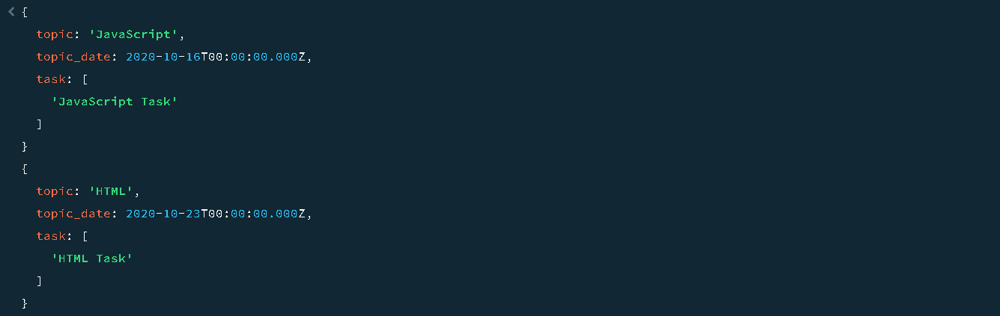 {
topic: 'JavaScript',
topic_date: 2020-10-16T00:00:00.000Z,
task: [
'JavaScript Task'
]
}
{
topic: 'HTML',
topic_date: 2020-10-23T00:00:00.000Z,
task: [
'HTML Task'
]
}